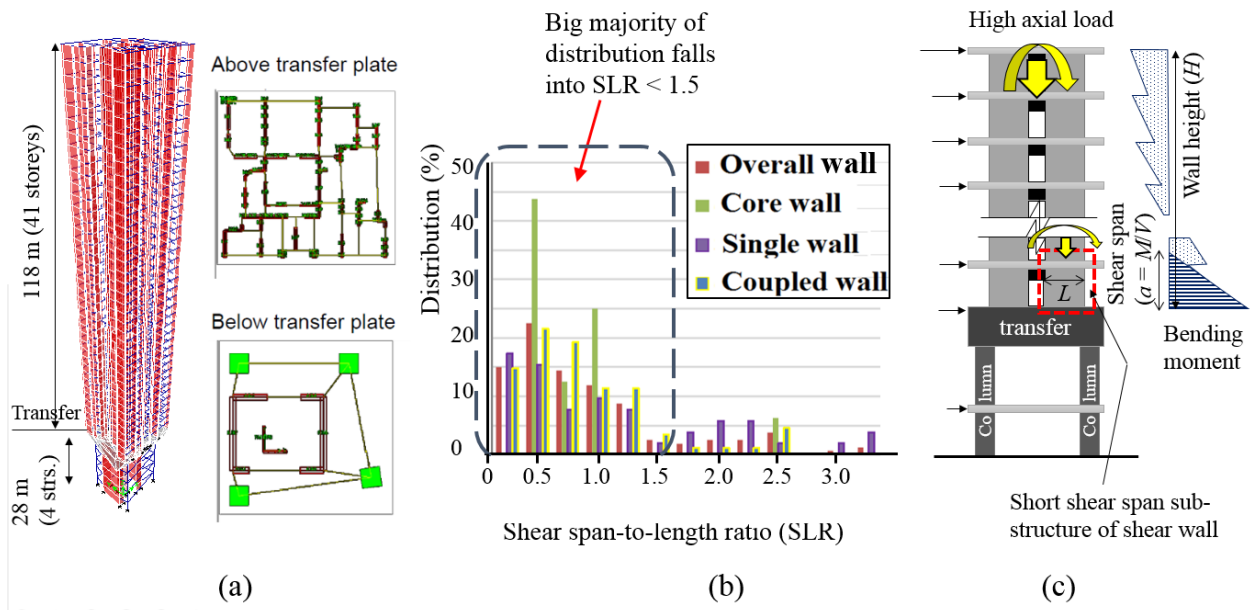 118 m (41 storeys)
Transfer
28 m
(4 strs.)
Above transfer plate
Below transfer plate
(a)
Big majority of
distribution falls
into SLR < 1.5
Distribution (%)
50
40
30
20
10
0
Overall wall
Core wall
Single wall
Coupled wall
0 0.5 1.0 1.5 2.0 2.5 3.0
Shear span-to-length ratio (SLR)
(b)
High axial load
Wall height (H)
Shear span
(a = M/V)
L
transfer
Bending
moment
Co lumn
Co lumn
Short shear span sub-
structure of shear wall
(c)